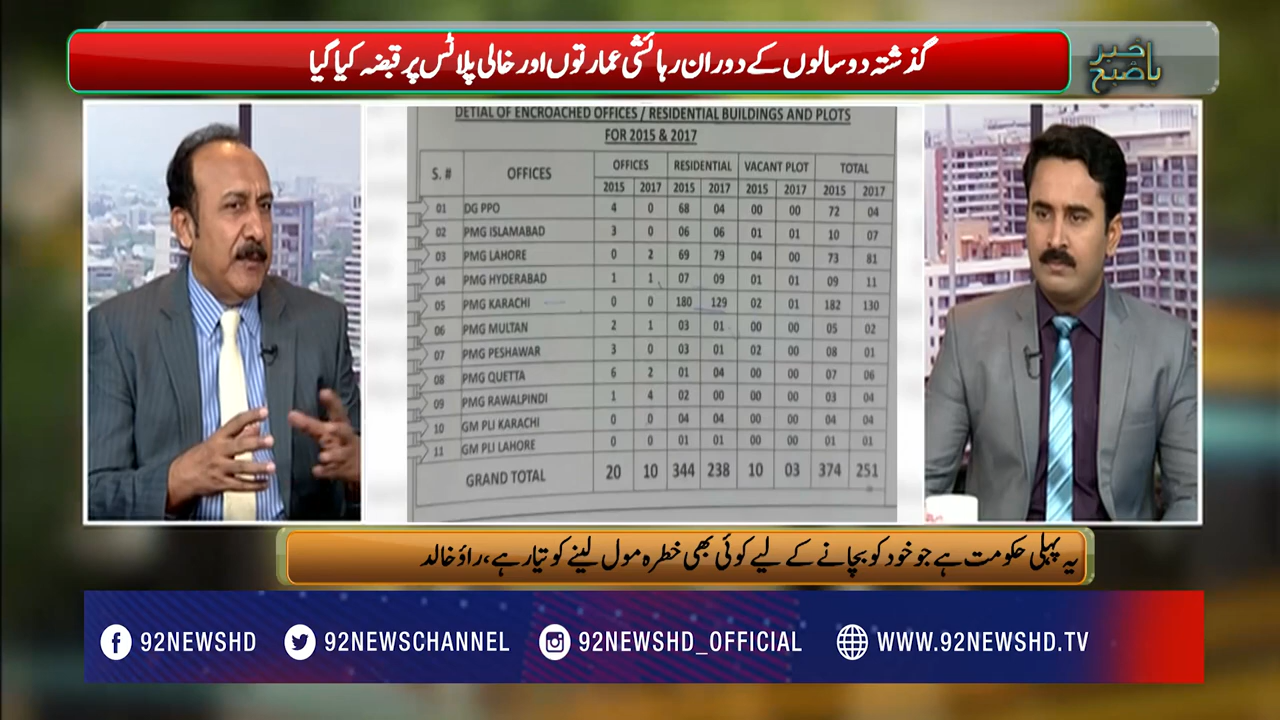 گذشتہ دو سالوں کے دوران رہائشی عمارتوں اور خالی پلاٹس پر قبضہ کیا گیا
باخبر صبح
DETIAL OF ENCROACHED OFFICES / RESIDENTIAL BUILDINGS AND PLOTS
FOR 2015 & 2017
S. # OFFICES OFFICES RESIDENTIAL VACANT PLOT TOTAL
2015 2017 2015 2017 2015 2017 2015 2017
01 DG PPO 4 0 68 04 00 00 72 04
02 PMG ISLAMABAD 3 0 06 06 01 01 10 07
03 PMG LAHORE 0 2 69 79 04 00 73 81
04 PMG HYDERABAD 1 1 07 09 01 01 09 11
05 PMG KARACHI 0 0 180 129 02 01 182 130
06 PMG MULTAN 2 1 03 01 00 00 05 02
07 PMG PESHAWAR 3 0 03 01 02 00 08 01
08 PMG QUETTA 6 2 01 04 00 00 07 06
09 PMG RAWALPINDI 1 4 02 00 00 00 03 04
10 GM PLI KARACHI 0 0 04 04 00 00 04 04
11 GM PLI LAHORE 0 0 01 01 00 00 01 01
GRAND TOTAL 20 10 344 238 10 03 374 251
یہ پہلی حکومت ہے جو خود کو بچانے کے لیے کوئی بھی خطرہ مول لینے کو تیار ہے، راؤ خالد
92NEWSHD 92NEWSCHANNEL 92NEWSHD_OFFICIAL WWW.92NEWSHD.TV